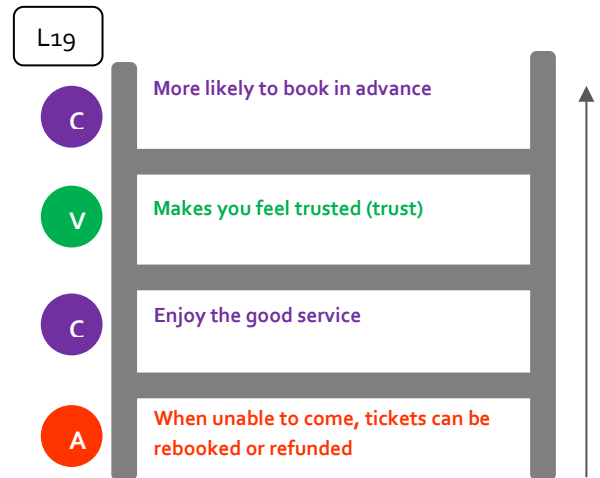 L19
C
More likely to book in advance
V
Makes you feel trusted (trust)
C
Enjoy the good service
A
When unable to come, tickets can be
rebooked or refunded